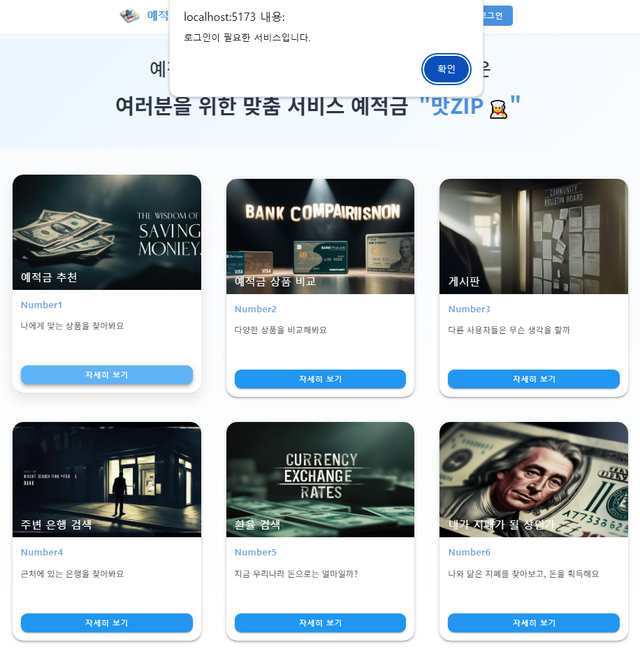 localhost:5173 내용:
로그인이 필요한 서비스입니다.
확인
예적
로그인
예
은
여러분을 위한 맞춤 서비스 예적금 "맛ZIP 👨‍🍳"
THE WISDOM OF
SAVING
MONIEY.
예적금 추천
Number1
나에게 맞는 상품을 찾아봐요
자세히 보기
BANK COMPAIRIISNON
예적금 상품 비교
Number2
다양한 상품을 비교해봐요
자세히 보기
COMMUNITY
BULLETIN BOARD
게시판
Number3
다른 사용자들은 무슨 생각을 할까
자세히 보기
BANK
주변 은행 검색
Number4
근처에 있는 은행을 찾아봐요
자세히 보기
CURRENCY
EXCHANGE
RATES
환율 검색
Number5
지금 우리나라 돈으로는 얼마일까?
자세히 보기
내가 지폐가 될 상인가
Number6
나와 닮은 지폐를 찾아보고, 돈을 획득해요
자세히 보기